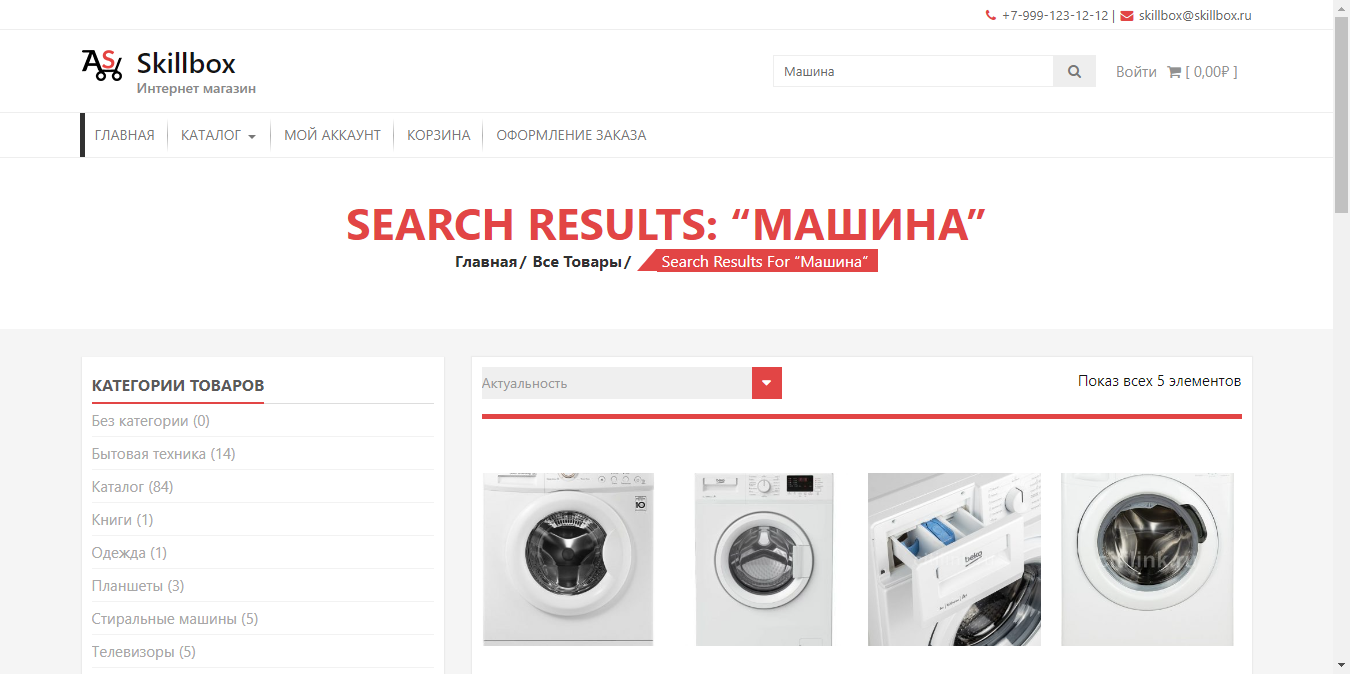 +7-999-123-12-12 | skillbox@skillbox.ru
AS
Skillbox
Интернет магазин
Машина
Войти [ 0,00₽ ]
ГЛАВНАЯ КАТАЛОГ МОЙ АККАУНТ КОРЗИНА ОФОРМЛЕНИЕ ЗАКАЗА
SEARCH RESULTS: “МАШИНА”
Главная / Все Товары / Search Results For “Машина”
КАТЕГОРИИ ТОВАРОВ
Без категории (0)
Бытовая техника (14)
Каталог (84)
Книги (1)
Одежда (1)
Планшеты (3)
Стиральные машины (5)
Телевизоры (5)
Актуальность
Показ всех 5 элементов
10
beko